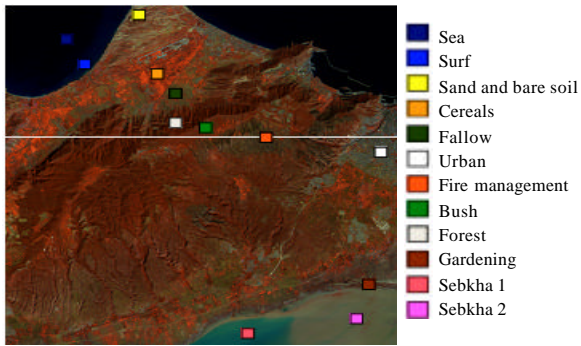 Sea
Surf
Sand and bare soil
Cereals
Fallow
Urban
Fire management
Bush
Forest
Gardening
Sebkha 1
Sebkha 2